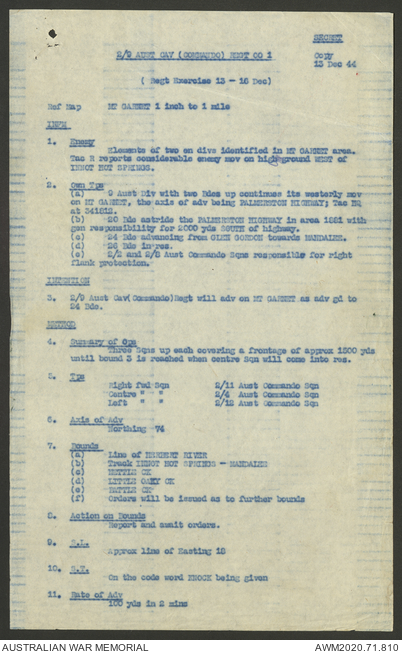 SECRET
2/9 AUST CAV (COMMANDO) REGT OO 1
Copy
13 Dec 44
( Regt Exercise 13 - 16 Dec)
Ref Map MT GARNET 1 inch to 1 mile
INFM
1. Enemy
Elements of two en divs identified in MT GARNET area.
Tac R reports considerable enemy mov on high ground WEST of
INNOT HOT SPRINGS.
2. Own Tps
(a) 9 Aust Div with two Bdes up continues its westerly mov
on MT GARNET, the axis of adv being PALMERSTON HIGHWAY; Tac HQ
at
(b) 20 Bde astride the PALMERSTON HIGHWAY in area 1881 with
gen responsibility for 2000 yds SOUTH of highway.
(c) 24 Bde advancing from GLEN GORDON towards MANDALEE.
(d) 26 Bde in res.
(e) 2/2 and 2/8 Aust Commando Sqns responsible for right
flank protection.
INTENTION
3. 2/9 Aust Cav(Commando)Regt will adv on MT GARNET as adv gd to
24 Bde.
METHOD
4. Summary of Ops
Three Sqns up each covering a frontage of approx 1500 yds
until bound 2 is reached when centre Sqn will come into res.
5. Tps
Right fwd Sqn 2/11 Aust Commando Sqn
Centre " " 2/4 Aust Commando Sqn
Left " " 2/12 Aust Commando Sqn
6. Axis of Adv
Northing 74
7. Bounds
(a) Line of HERBERT RIVER
(b) Track INNOT HOT SPRINGS - MANDALEE
(c) NETTLE CK
(d) LITTLE OAKY CK
(e) BATTLE CK
(f) Orders will be issued as to further bounds
8. Action on Bounds
Report and await orders.
9. S.L.
Approx line of Easting 18
10.
On the code word KNOCK being given
11. Rate of Adv
100 yds in 2 mins
AUSTRALIAN WAR MEMORIAL
AWM2020.71.810